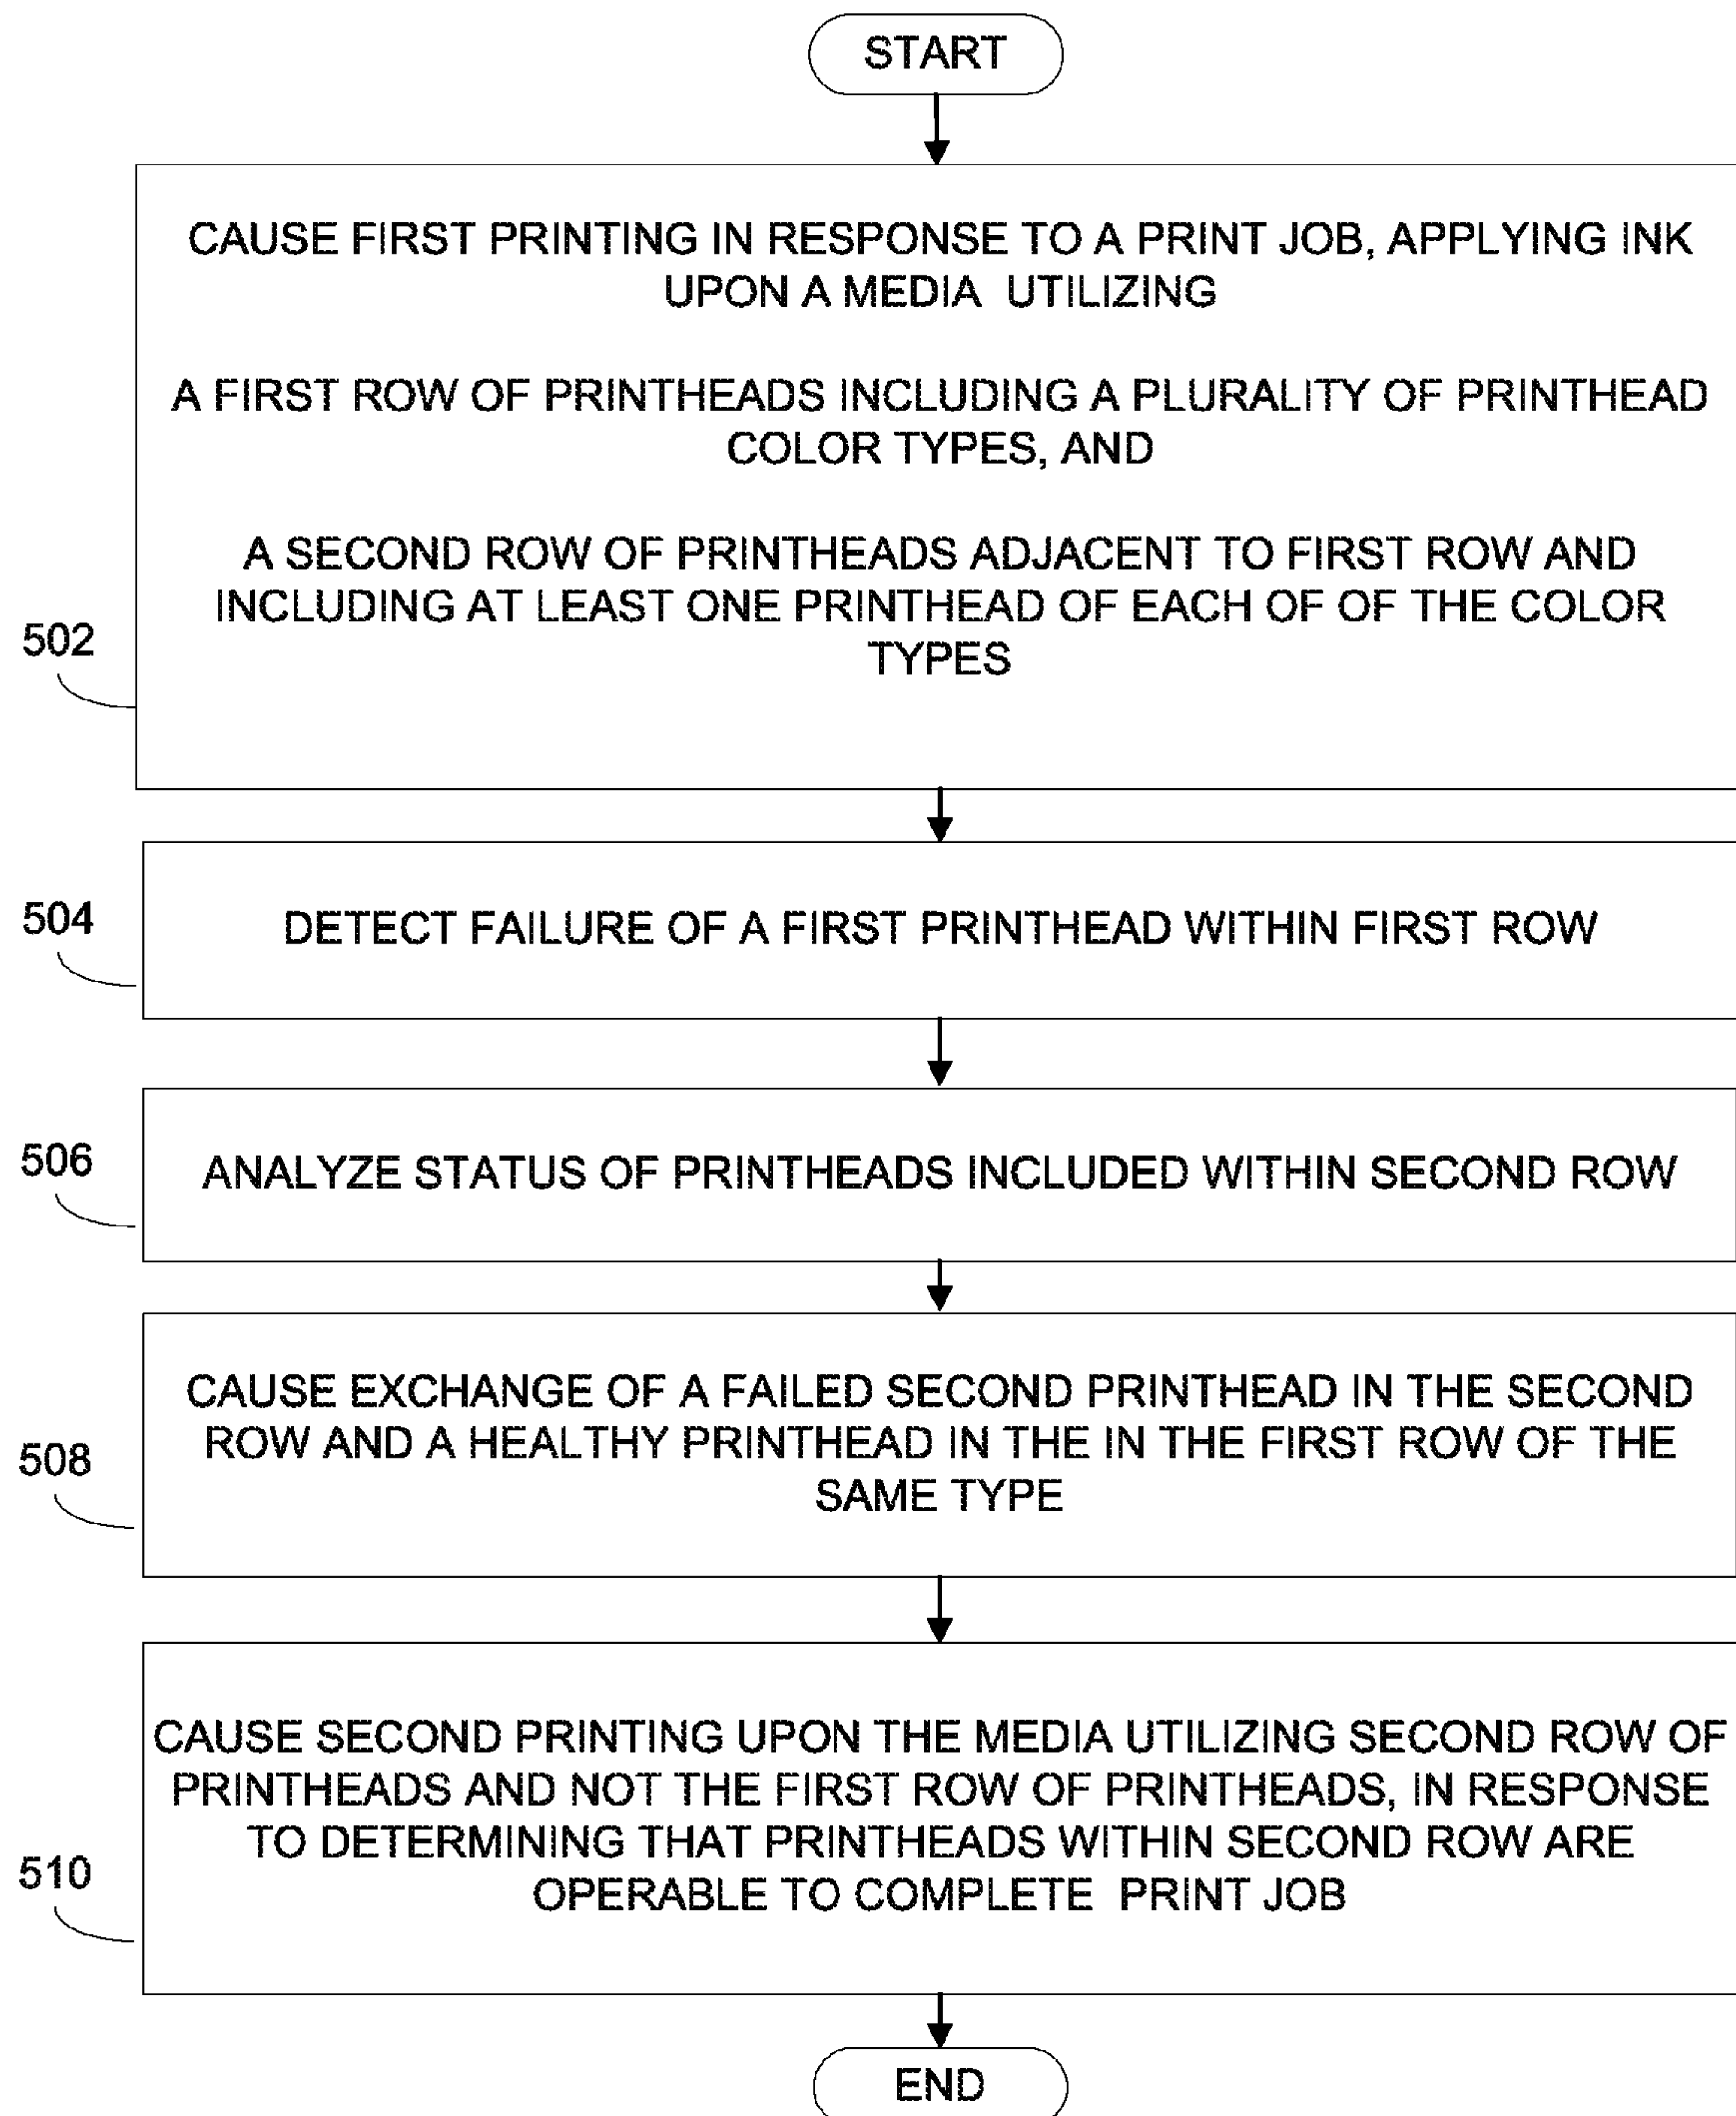 START
CAUSE FIRST PRINTING IN RESPONSE TO A PRINT JOB, APPLYING INK
UPON A MEDIA UTILIZING
A FIRST ROW OF PRINTHEADS INCLUDING A PLURALITY OF PRINTHEAD
COLOR TYPES, AND
A SECOND ROW OF PRINTHEADS ADJACENT TO FIRST ROW AND
INCLUDING AT LEAST ONE PRINTHEAD OF EACH OF OF THE COLOR
TYPES
502
504
DETECT FAILURE OF A FIRST PRINTHEAD WITHIN FIRST ROW
506
ANALYZE STATUS OF PRINTHEADS INCLUDED WITHIN SECOND ROW
CAUSE EXCHANGE OF A FAILED SECOND PRINTHEAD IN THE SECOND
ROW AND A HEALTHY PRINTHEAD IN THE IN THE FIRST ROW OF THE
SAME TYPE
508
CAUSE SECOND PRINTING UPON THE MEDIA UTILIZING SECOND ROW OF
PRINTHEADS AND NOT THE FIRST ROW OF PRINTHEADS, IN RESPONSE
TO DETERMINING THAT PRINTHEADS WITHIN SECOND ROW ARE
OPERABLE TO COMPLETE PRINT JOB
510
END